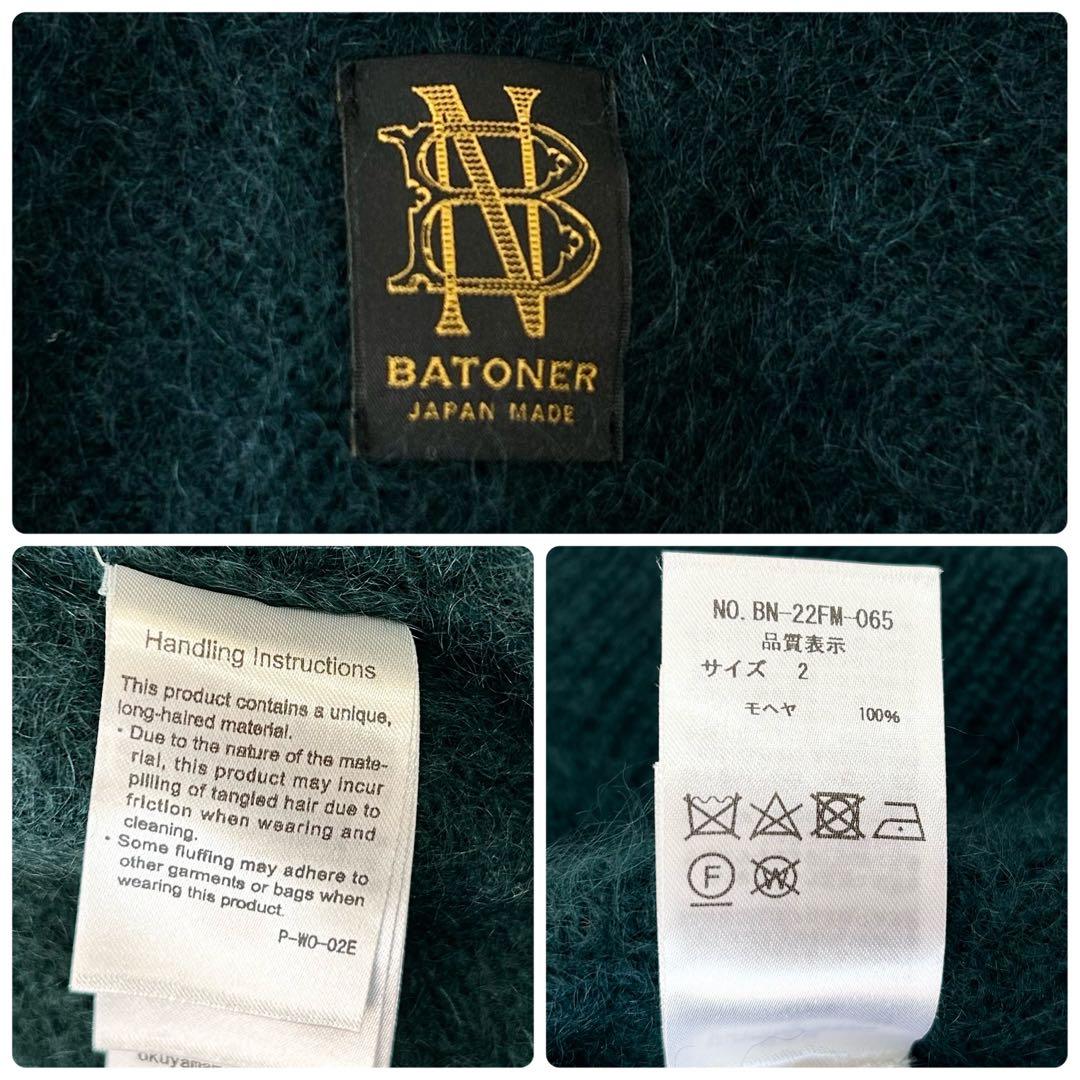 BN
BATONER
JAPAN MADE
Handling Instructions
This product contains a unique,
long-haired material.
・Due to the nature of the mate-
rial, this product may incur
pilling of tangled hair due to
friction when wearing and
cleaning.
・Some fluffing may adhere to
other garments or bags when
wearing this product.
P-WO-02E
okuyama
NO. BN-22FM-065
品質表示
サイズ 2
モヘヤ 100%
F
W